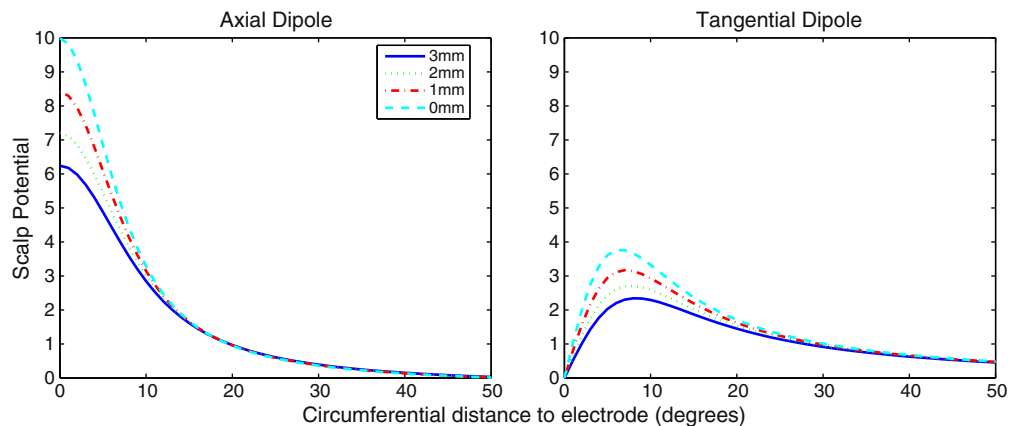 Axial Dipole
Tangential Dipole
10
9
8
7
6
5
4
3
2
1
0
Scalp Potential
3mm
2mm
1mm
0mm
0 10 20 30 40 50
10
9
8
7
6
5
4
3
2
1
0
0 10 20 30 40 50
Circumferential distance to electrode (degrees)